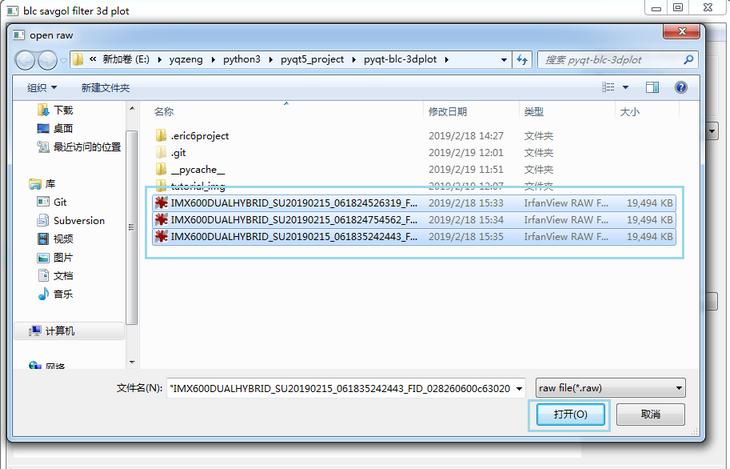 blc savgol filter 3d plot
open raw
« 新加卷 (E:) ▸ yqzeng ▸ python3 ▸ pyqt5_project ▸ pyqt-blc-3dplot ▸
搜索 pyqt-blc-3dplot
组织 新建文件夹
名称 修改日期 类型 大小
下载
桌面
最近访问的位置
库
Git
Subversion
视频
图片
文档
音乐
计算机
网络
.eric6project 2019/2/18 14:27 文件夹
.git 2019/2/19 12:01 文件夹
__pycache__ 2019/2/19 11:51 文件夹
tutorial_img 2019/2/19 12:07 文件夹
IMX600DUALHYBRID_SU20190215_061824526319_F... 2019/2/18 15:33 IrfanView RAW F... 19,494 KB
IMX600DUALHYBRID_SU20190215_061824754562_F... 2019/2/18 15:34 IrfanView RAW F... 19,494 KB
IMX600DUALHYBRID_SU20190215_061835242443_F... 2019/2/18 15:35 IrfanView RAW F... 19,494 KB
文件名(N): "IMX600DUALHYBRID_SU20190215_061835242443_FID_028260600c63020 raw file(*.raw)
打开(O) 取消